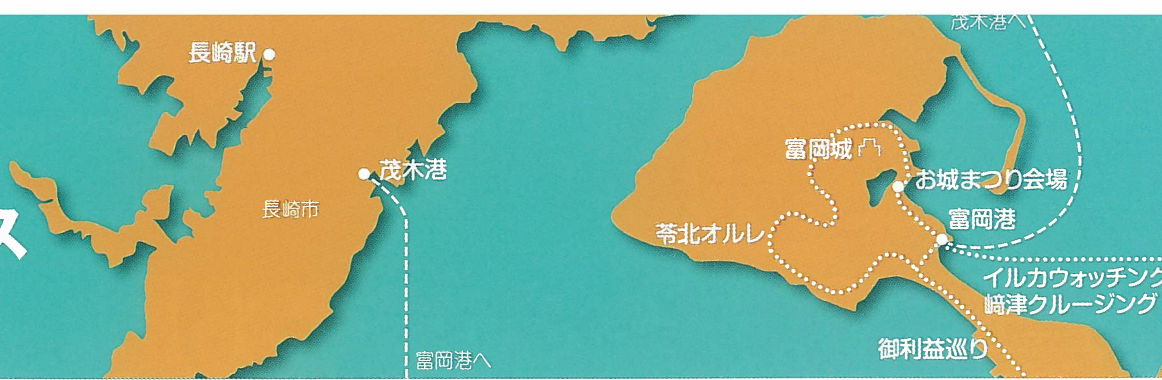 長崎駅
茂木港
長崎市
ス
富岡港へ
茂木港へ
富岡城
お城まつり会場
富岡港
苓北オルレ
イルカウォッチング
﨑津クルージング
御利益巡り